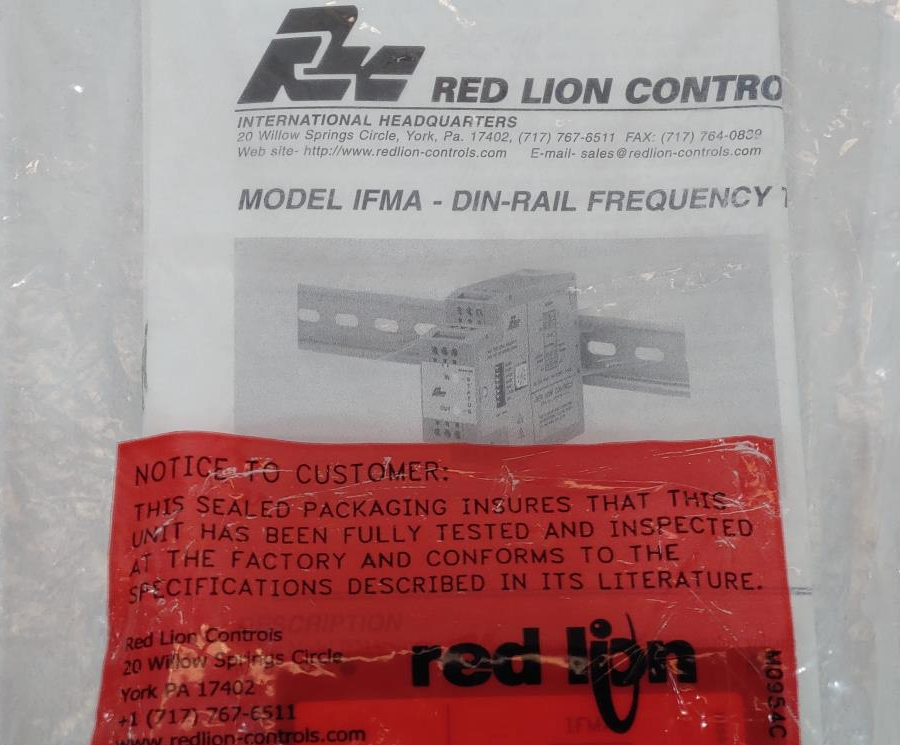 RED LION CONTRO
INTERNATIONAL HEADQUARTERS
20 Willow Springs Circle, York, Pa. 17402, (717) 767-6511 FAX: (717) 764-0839
Web site- http://www.redlion-controls.com E-mail- sales@redlion-controls.com
MODEL IFMA - DIN-RAIL FREQUENCY T
NOTICE TO CUSTOMER:
THIS SEALED PACKAGING INSURES THAT THIS
UNIT HAS BEEN FULLY TESTED AND INSPECTED
AT THE FACTORY AND CONFORMS TO THE
SPECIFICATIONS DESCRIBED IN ITS LITERATURE.
DESCRIPTION
Red Lion Controls
20 Willow Springs Circle
York PA 17402
+1 (717) 767-6511
www.redlion-controls.com
red lion
M0954C